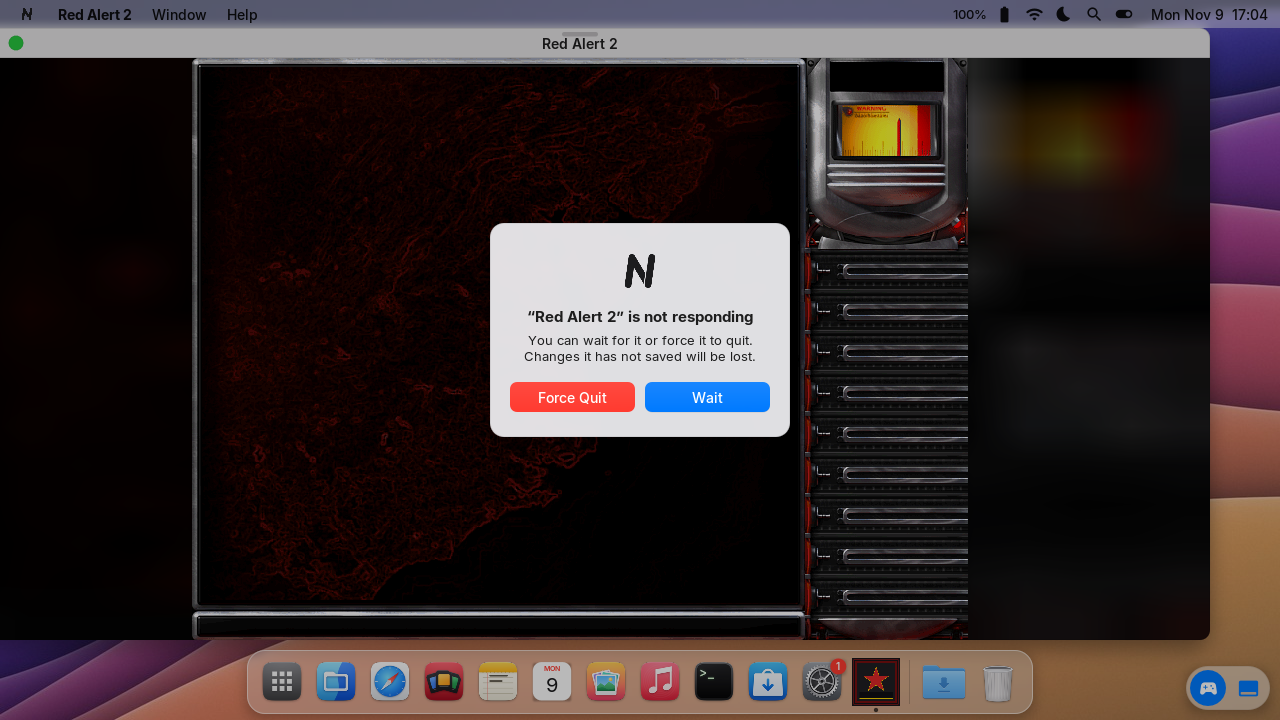 Red Alert 2 Window Help 100% Mon Nov 9 17:04
Red Alert 2
WARNING
“Red Alert 2” is not responding
You can wait for it or force it to quit.
Changes it has not saved will be lost.
Force Quit Wait
MON
9
>_
1